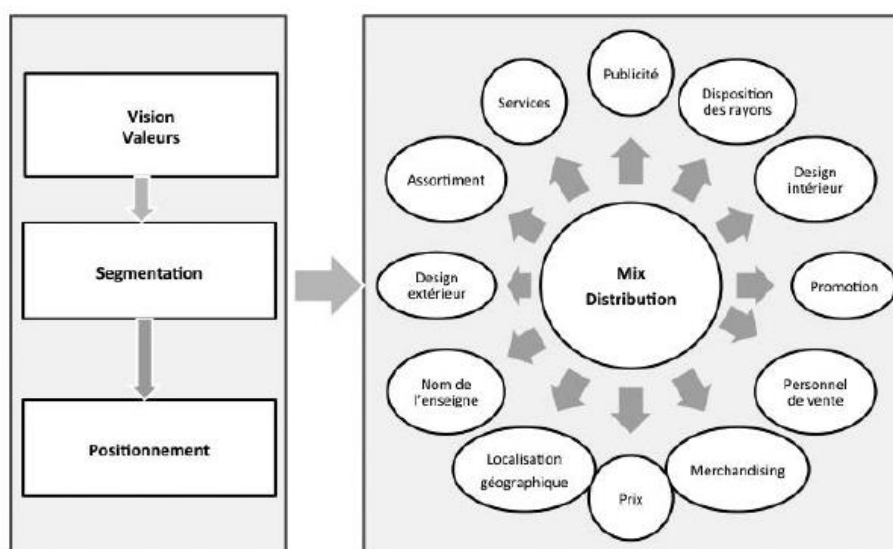 Vision
Valeurs
Segmentation
Positionnement
Publicité
Services
Disposition
des rayons
Assortiment
Design
intérieur
Design
extérieur
Mix
Distribution
Promotion
Nom de
l'enseigne
Personnel
de vente
Localisation
géographique
Prix
Merchandising